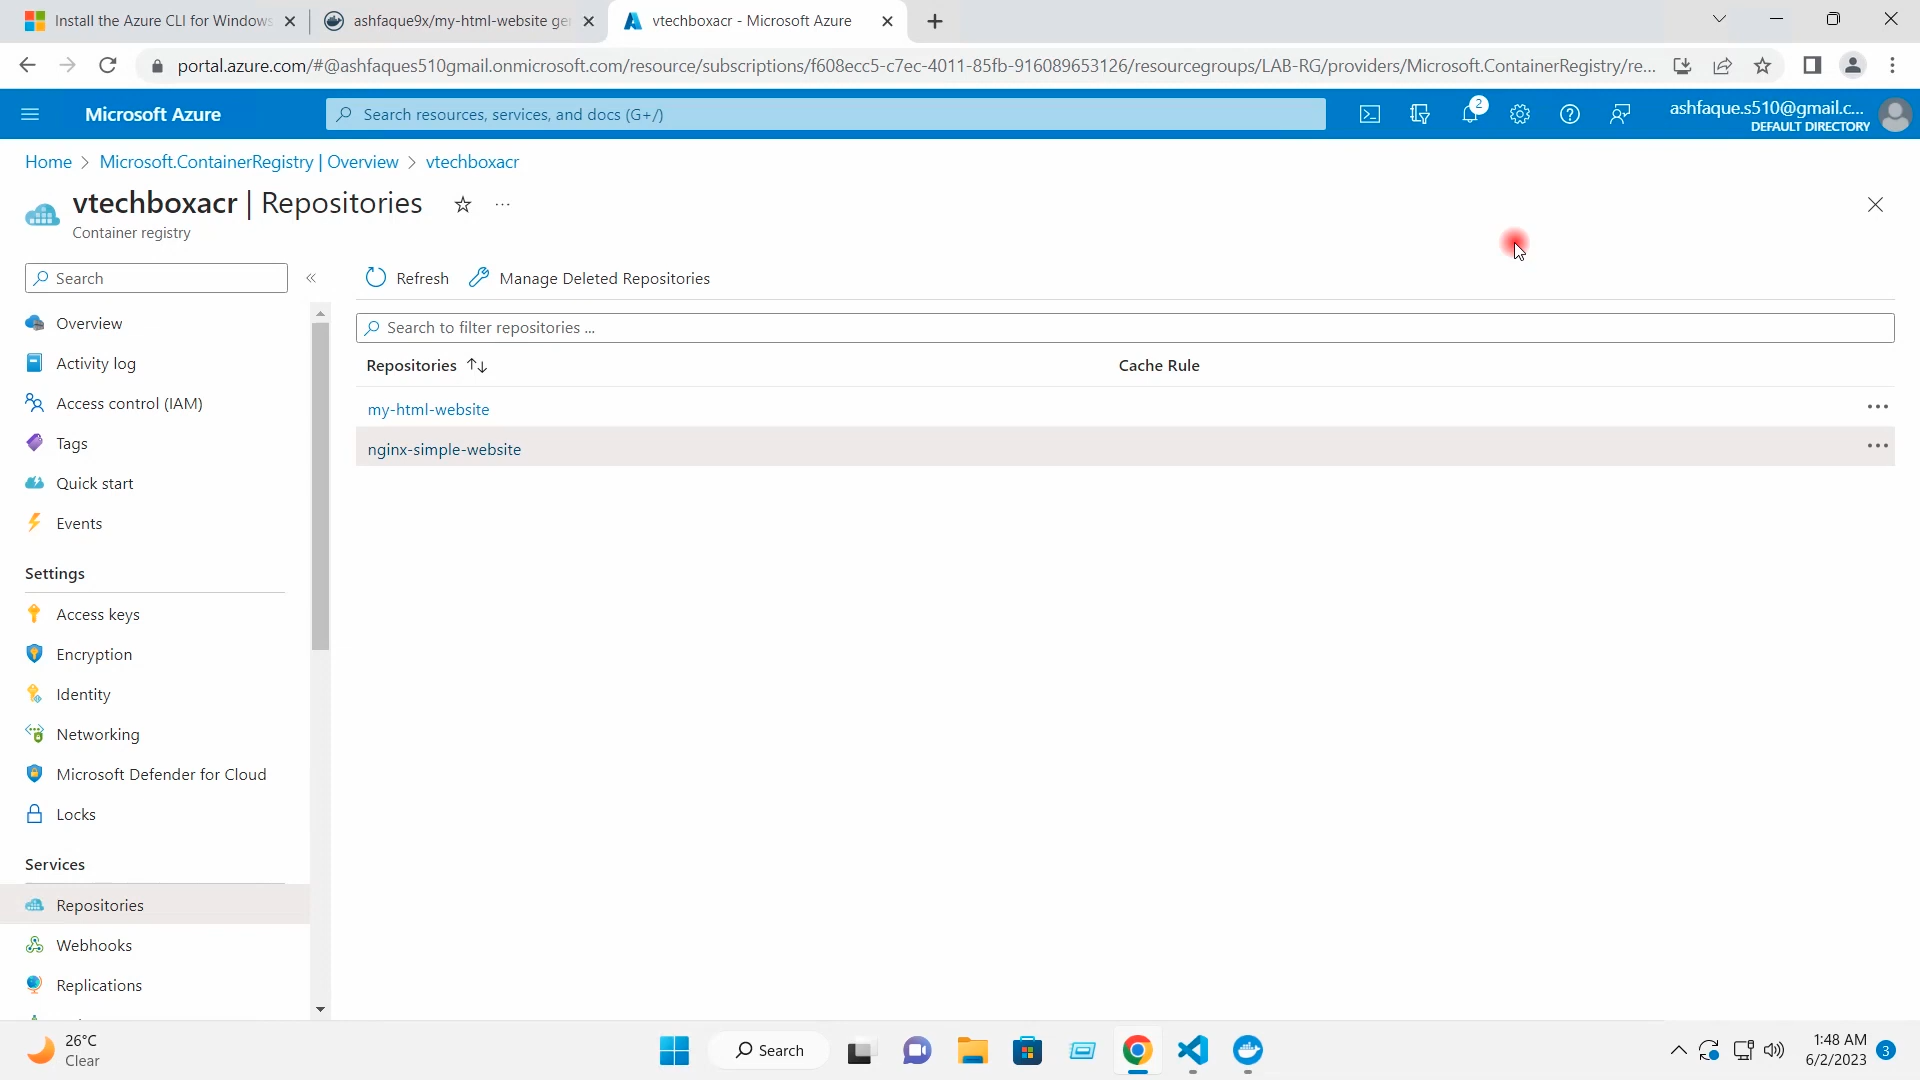 Install the Azure CLI for Windows
ashfaque9x/my-html-website ge
vtechboxacr - Microsoft Azure
portal.azure.com/#@ashfaques510gmail.onmicrosoft.com/resource/subscriptions/f608ecc5-c7ec-4011-85fb-916089653126/resourcegroups/LAB-RG/providers/Microsoft.ContainerRegistry/re...
Microsoft Azure
Search resources, services, and docs (G+/)
2
ashfaque.s510@gmail.c...
DEFAULT DIRECTORY
Home > Microsoft.ContainerRegistry | Overview > vtechboxacr
vtechboxacr | Repositories
Container registry
Search
Refresh
Manage Deleted Repositories
Search to filter repositories ...
Repositories
Cache Rule
my-html-website
nginx-simple-website
Overview
Activity log
Access control (IAM)
Tags
Quick start
Events
Settings
Access keys
Encryption
Identity
Networking
Microsoft Defender for Cloud
Locks
Services
Repositories
Webhooks
Replications
26°C
Clear
Search
1:48 AM
6/2/2023
3